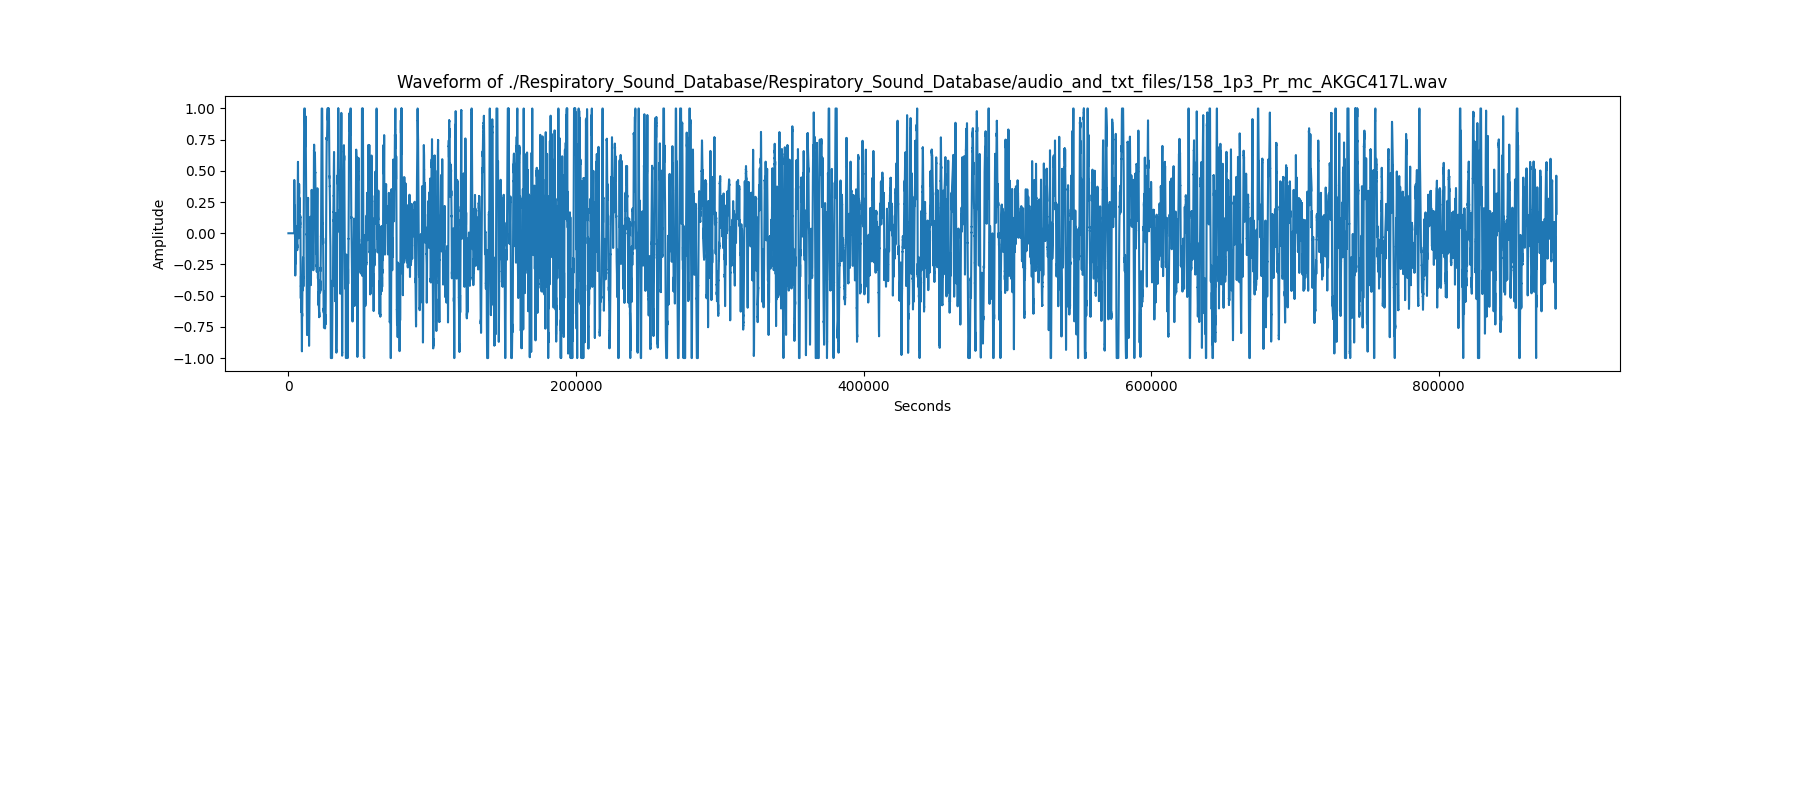 Waveform of ./Respiratory_Sound_Database/Respiratory_Sound_Database/audio_and_txt_files/158_1p3_Pr_mc_AKGC417L.wav
1.00
0.75
0.50
0.25
0.00
−0.25
−0.50
−0.75
−1.00
Amplitude
0 200000 400000 600000 800000
Seconds